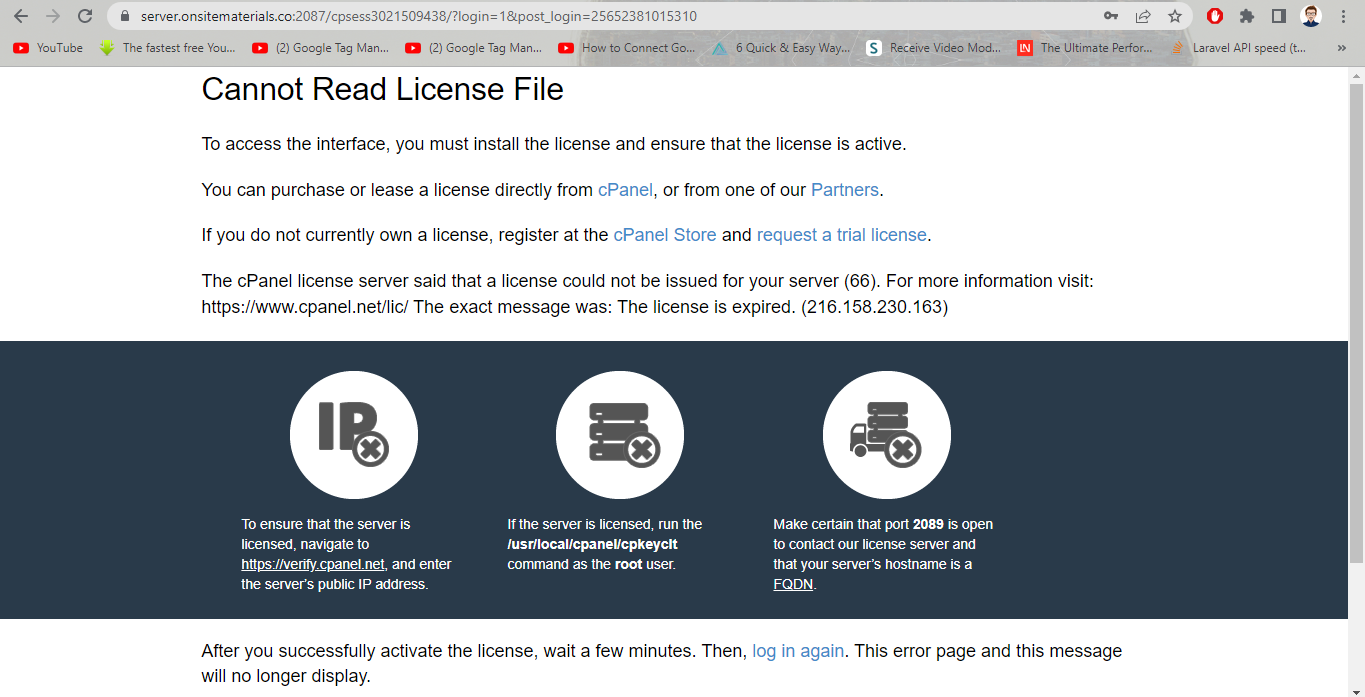 server.onsitematerials.co:2087/cpsess3021509438/?login=1&post_login=25652381015310
YouTube
The fastest free You...
(2) Google Tag Man...
(2) Google Tag Man...
How to Connect Go...
6 Quick & Easy Way...
S
Receive Video Mod...
IN
The Ultimate Perfor...
Laravel API speed (t...
»
Cannot Read License File
To access the interface, you must install the license and ensure that the license is active.
You can purchase or lease a license directly from cPanel, or from one of our Partners.
If you do not currently own a license, register at the cPanel Store and request a trial license.
The cPanel license server said that a license could not be issued for your server (66). For more information visit:
https://www.cpanel.net/lic/ The exact message was: The license is expired. (216.158.230.163)
IP
To ensure that the server is
licensed, navigate to
https://verify.cpanel.net, and enter
the server's public IP address.
If the server is licensed, run the
/usr/local/cpanel/cpkeyclt
command as the root user.
Make certain that port 2089 is open
to contact our license server and
that your server's hostname is a
FQDN.
After you successfully activate the license, wait a few minutes. Then, log in again. This error page and this message
will no longer display.